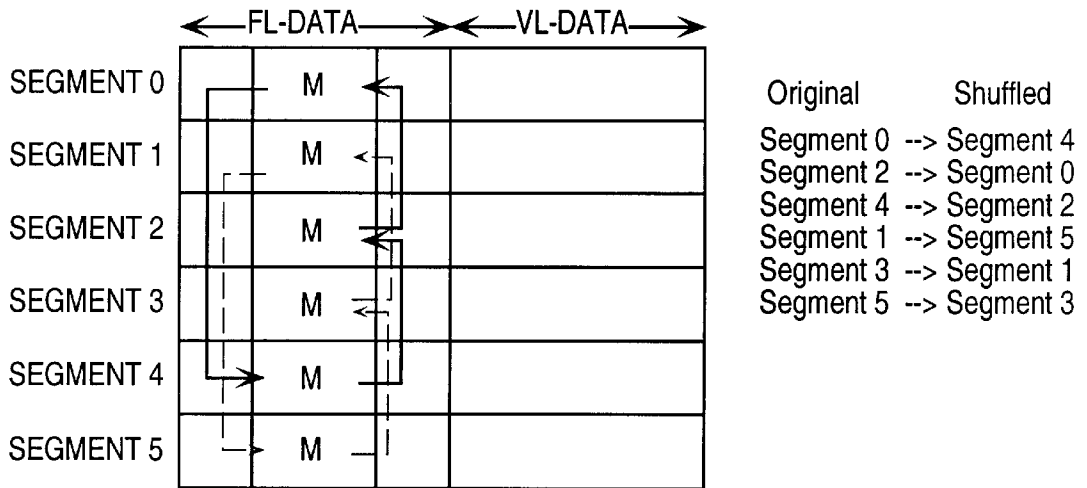 FL-DATA VL-DATA
SEGMENT 0 M
SEGMENT 1 M
SEGMENT 2 M
SEGMENT 3 M
SEGMENT 4 M
SEGMENT 5 M
Original Shuffled
Segment 0 --> Segment 4
Segment 2 --> Segment 0
Segment 4 --> Segment 2
Segment 1 --> Segment 5
Segment 3 --> Segment 1
Segment 5 --> Segment 3